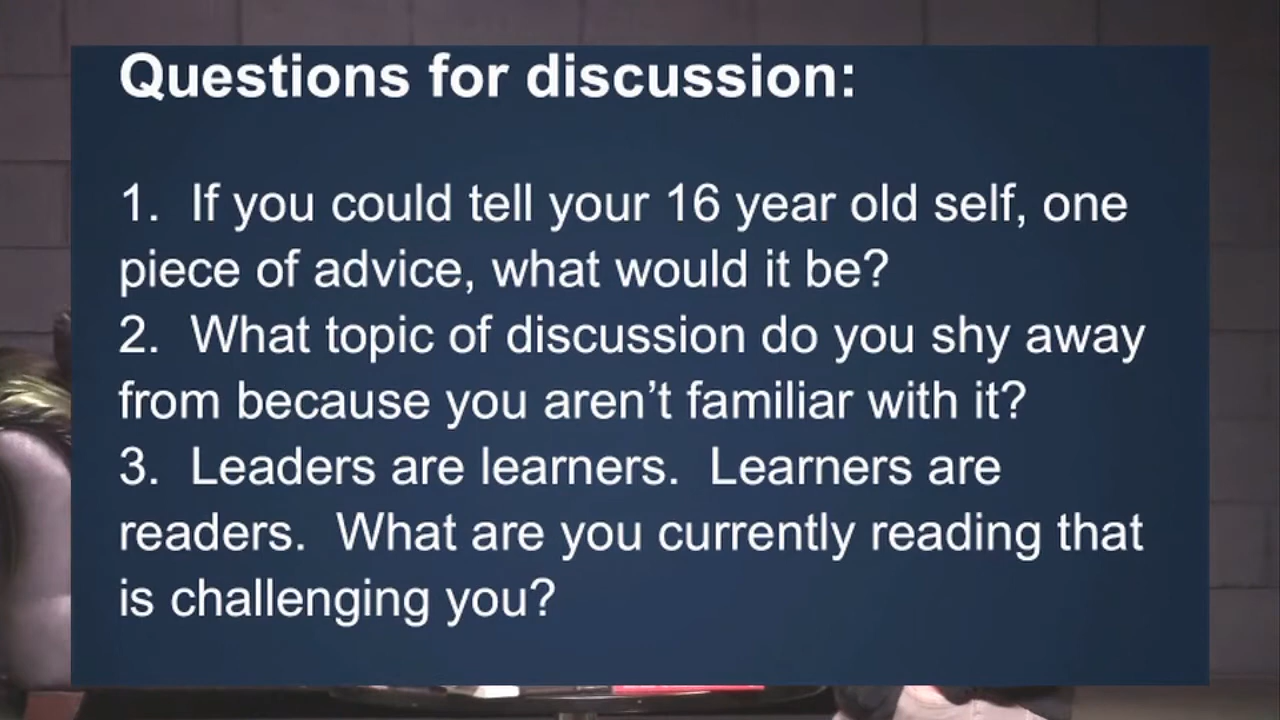 Questions for discussion:
1.  If you could tell your 16 year old self, one
piece of advice, what would it be?
2.  What topic of discussion do you shy away
from because you aren’t familiar with it?
3.  Leaders are learners.  Learners are
readers.  What are you currently reading that
is challenging you?